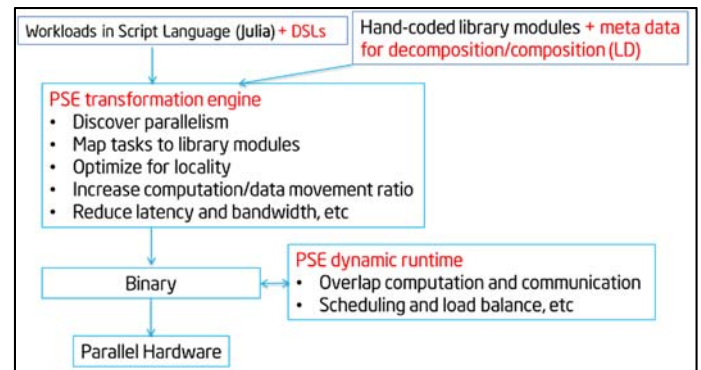 Workloads in Script Language (Julia) + DSLs
Hand-coded library modules + meta data
for decomposition/composition (LD)
PSE transformation engine
• Discover parallelism
• Map tasks to library modules
• Optimize for locality
• Increase computation/data movement ratio
• Reduce latency and bandwidth, etc
PSE dynamic runtime
• Overlap computation and communication
• Scheduling and load balance, etc
Binary
Parallel Hardware